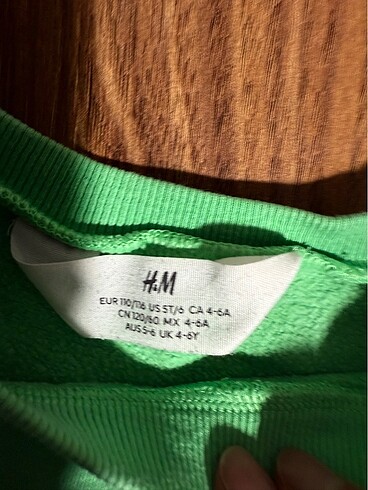 H&M
EUR 110/116 US 5T/6 CA 4-6A
CN 120/60 MX 4-6A
AUS 5-6 UK 4-6Y